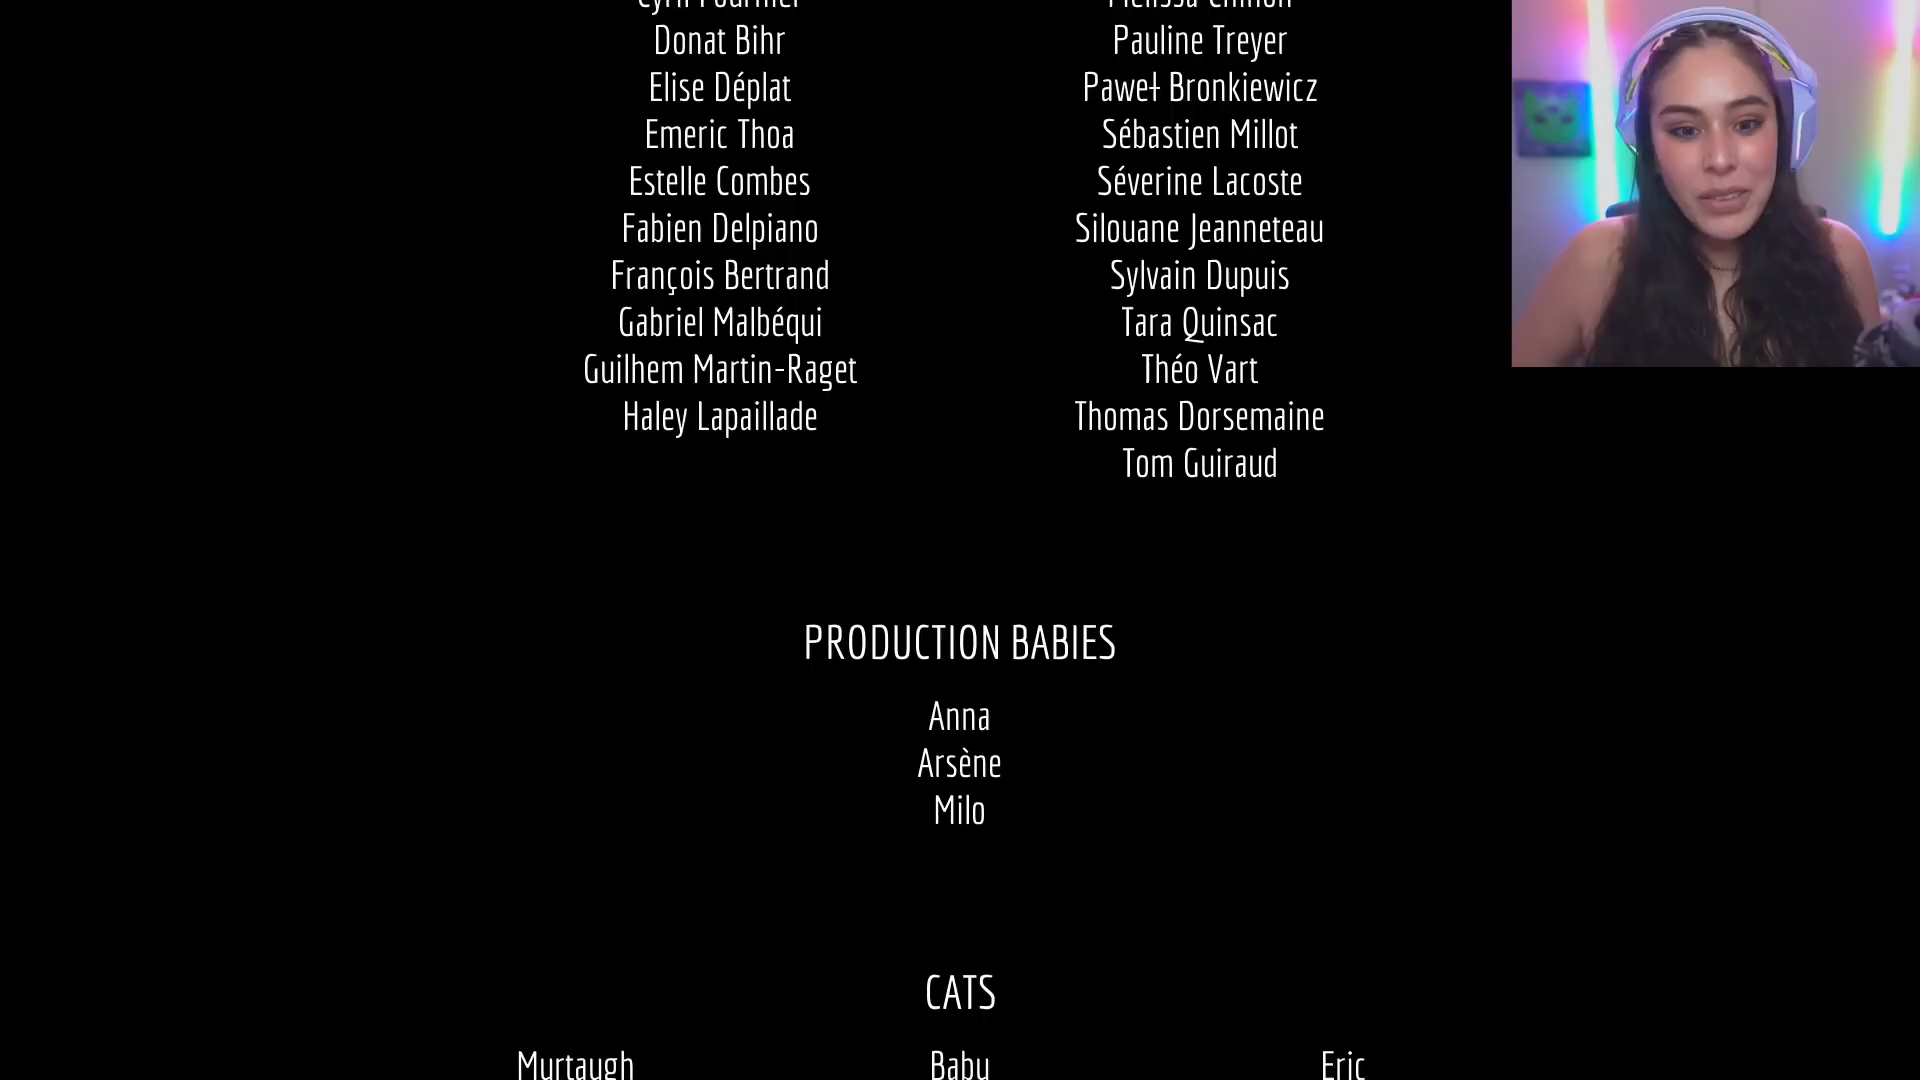 Donat Bihr
Elise Déplat
Emeric Thoa
Estelle Combes
Fabien Delpiano
François Bertrand
Gabriel Malbéqui
Guilhem Martin-Raget
Haley Lapaillade
Pauline Treyer
Paweł Bronkiewicz
Sébastien Millot
Séverine Lacoste
Silouane Jeanneteau
Sylvain Dupuis
Tara Quinsac
Théo Vart
Thomas Dorsemaine
Tom Guiraud
PRODUCTION BABIES
Anna
Arsène
Milo
CATS
Murtaugh Baby Eric